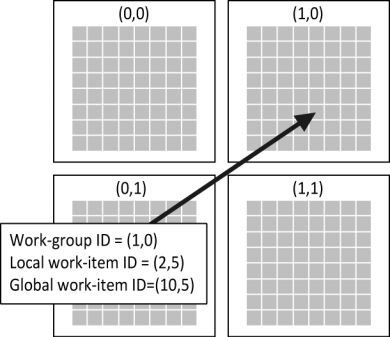 (0,0)
(1,0)
(0,1)
(1,1)
Work-group ID = (1,0)
Local work-item ID = (2,5)
Global work-item ID=(10,5)